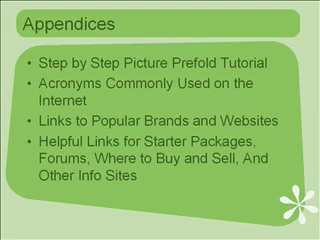 Appendices
• Step by Step Picture Prefold Tutorial
• Acronyms Commonly Used on the
Internet
• Links to Popular Brands and Websites
• Helpful Links for Starter Packages,
Forums, Where to Buy and Sell, And
Other Info Sites